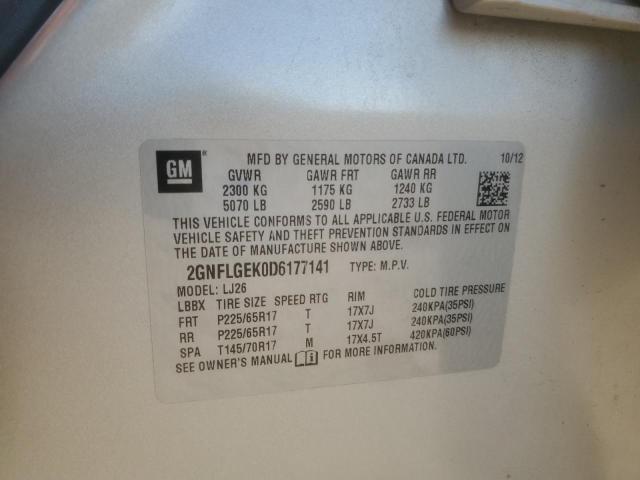 GM
MFD BY GENERAL MOTORS OF CANADA LTD. 10/12
GVWR GAWR FRT GAWR RR
2300 KG 1175 KG 1240 KG
5070 LB 2590 LB 2733 LB
THIS VEHICLE CONFORMS TO ALL APPLICABLE U.S. FEDERAL MOTOR
VEHICLE SAFETY AND THEFT PREVENTION STANDARDS IN EFFECT ON
THE DATE OF MANUFACTURE SHOWN ABOVE.
2GNFLGEK0D6177141 TYPE: M.P.V.
MODEL: LJ26
LBBX TIRE SIZE SPEED RTG RIM COLD TIRE PRESSURE
FRT P225/65R17 T 17X7J 240KPA(35PSI)
RR P225/65R17 T 17X7J 240KPA(35PSI)
SPA T145/70R17 M 17X4.5T 420KPA(60PSI)
SEE OWNER'S MANUAL FOR MORE INFORMATION.